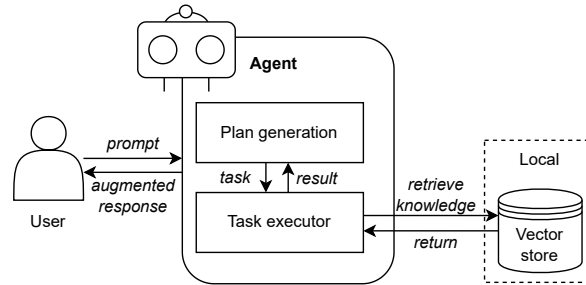 Agent
Plan generation
prompt
task
result
Local
augmented
response
retrieve
knowledge
User
Task executor
return
Vector
store